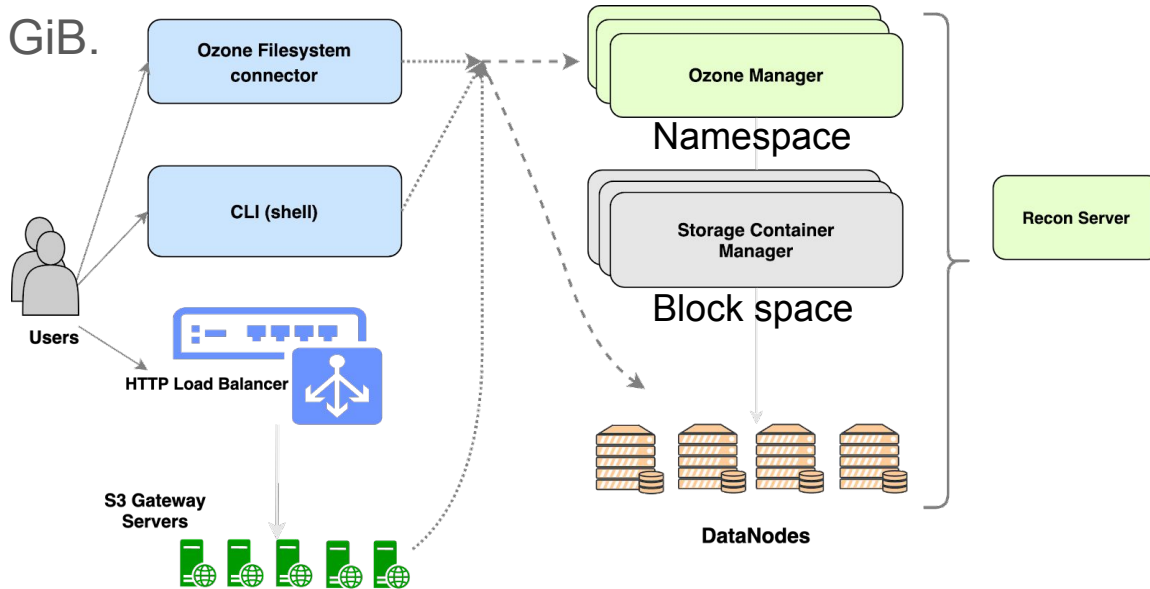 GiB.
Ozone Filesystem
connector
CLI (shell)
Users
HTTP Load Balancer
S3 Gateway
Servers
Ozone Manager
Namespace
Storage Container
Manager
Block space
DataNodes
Recon Server